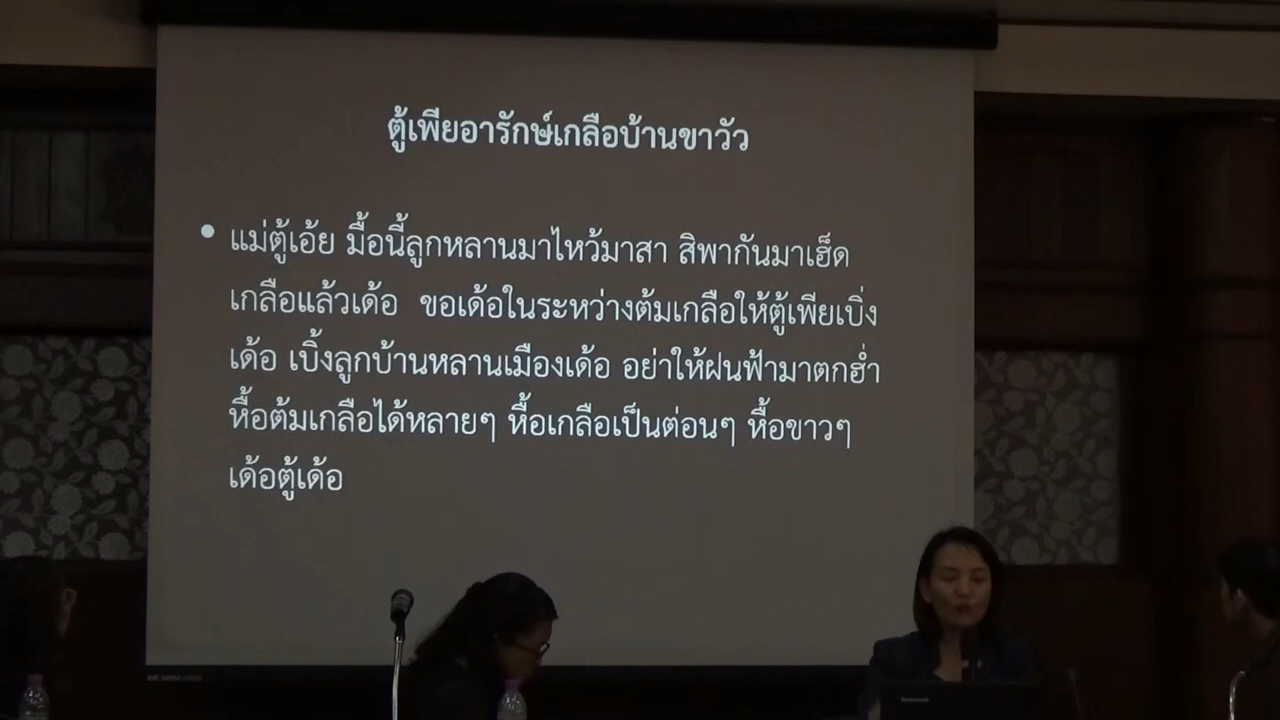 ตู้เพียอารักษ์เกลือบ้านขาวัว
• แม่ตู้เอ้ย มื้อนี้ลูกหลานมาไหว้มาสา สิพากันมาเฮ็ด
เกลือแล้วเด้อ ขอเด้อในระหว่างต้มเกลือให้ตู้เพียเบิ่ง
เด้อ เบิ้งลูกบ้านหลานเมืองเด้อ อย่าให้ฝนฟ้ามาตกฮ่ำ
หื้อต้มเกลือได้หลายๆ หื้อเกลือเป็นต่อนๆ หื้อขาวๆ
เด้อตู้เด้อ